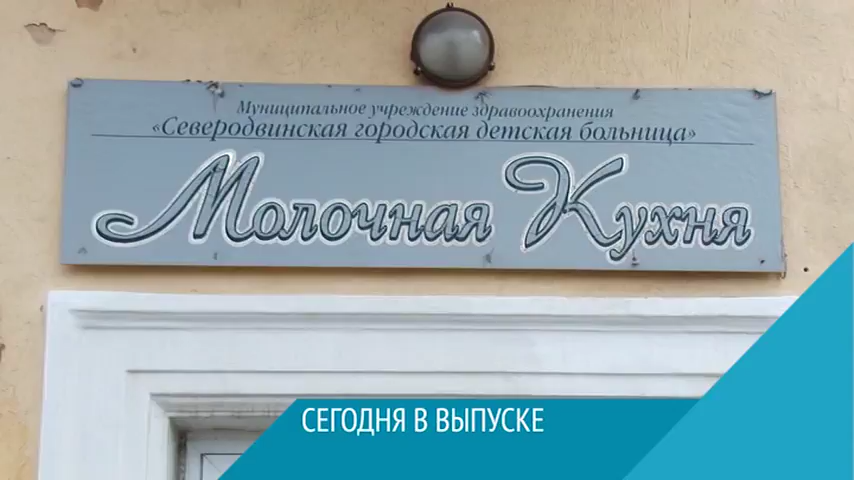 Муниципальное учреждение здравоохранения
«Северодвинская городская детская больница»
Молочная Кухня
СЕГОДНЯ В ВЫПУСКЕ